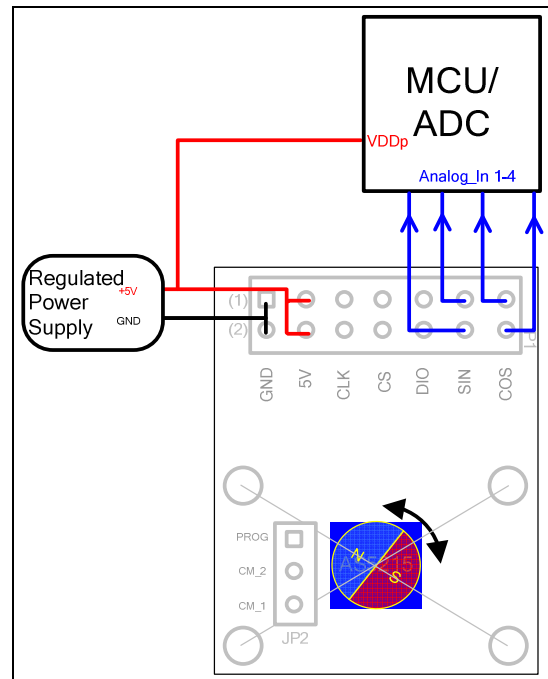 MCU/
ADC
VDDp
Analog_In 1-4
Regulated
Power
Supply
+5V
GND
(1)
(2)
GND
5V
CLK
CS
DIO
SIN
COS
PROG
CM_2
CM_1
JP2
N
S
AS5215